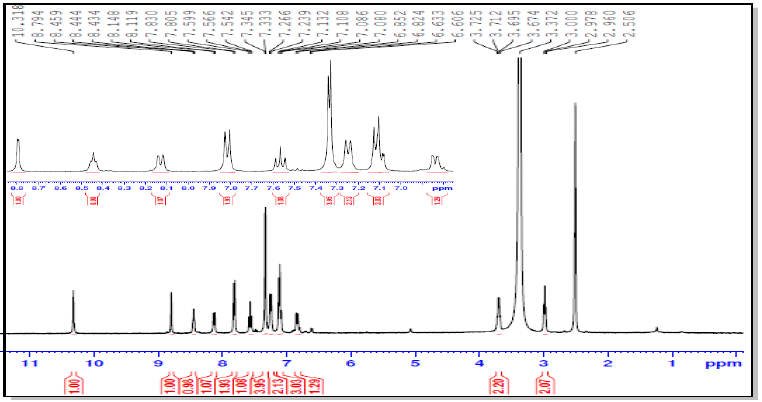 10.318 8.794 8.459 8.444 8.434 8.148 8.119 7.830 7.805 7.599 7.566 7.542 7.345 7.333 7.266 7.239 7.132 7.108 7.086 7.080 6.852 6.824 6.633 6.606 3.725 3.712 3.695 3.674 3.372 3.000 2.978 2.960 2.506
8.8 8.7 8.6 8.5 8.4 8.3 8.2 8.1 8.0 7.9 7.8 7.7 7.6 7.5 7.4 7.3 7.2 7.1 7.0 ppm
11 10 9 8 7 6 5 4 3 2 1 ppm
1.00 1.00 0.96 1.07 1.93 1.08 3.95 2.13 3.03 1.29 2.20 2.07